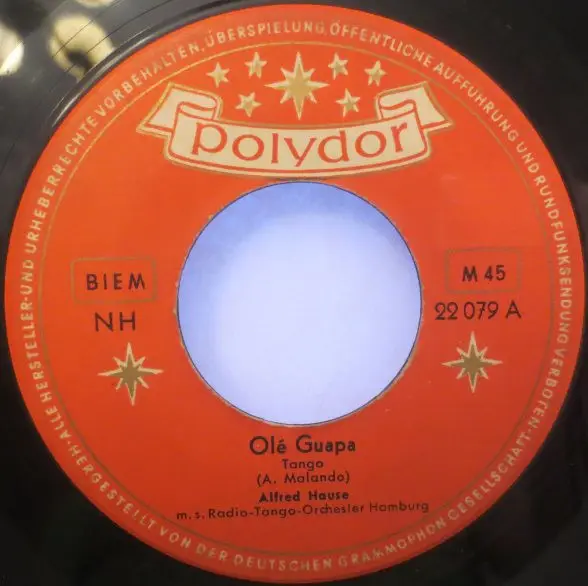 ALLE HERSTELLER-UND URHEBERRECHTE VORBEHALTEN, ÜBERSPIELUNG, ÖFFENTLICHE AUFFÜHRUNG UND RUNDFUNKSENDUNG VERBOTEN·
polydor
BIEM
NH
M 45
22 079 A
Olé Guapa
Tango
(A. Malando)
Alfred Hause
m. s. Radio-Tango-Orchester Hamburg
·HERGESTELLT VON DER DEUTSCHEN GRAMMOPHON GESELLSCHAFT·